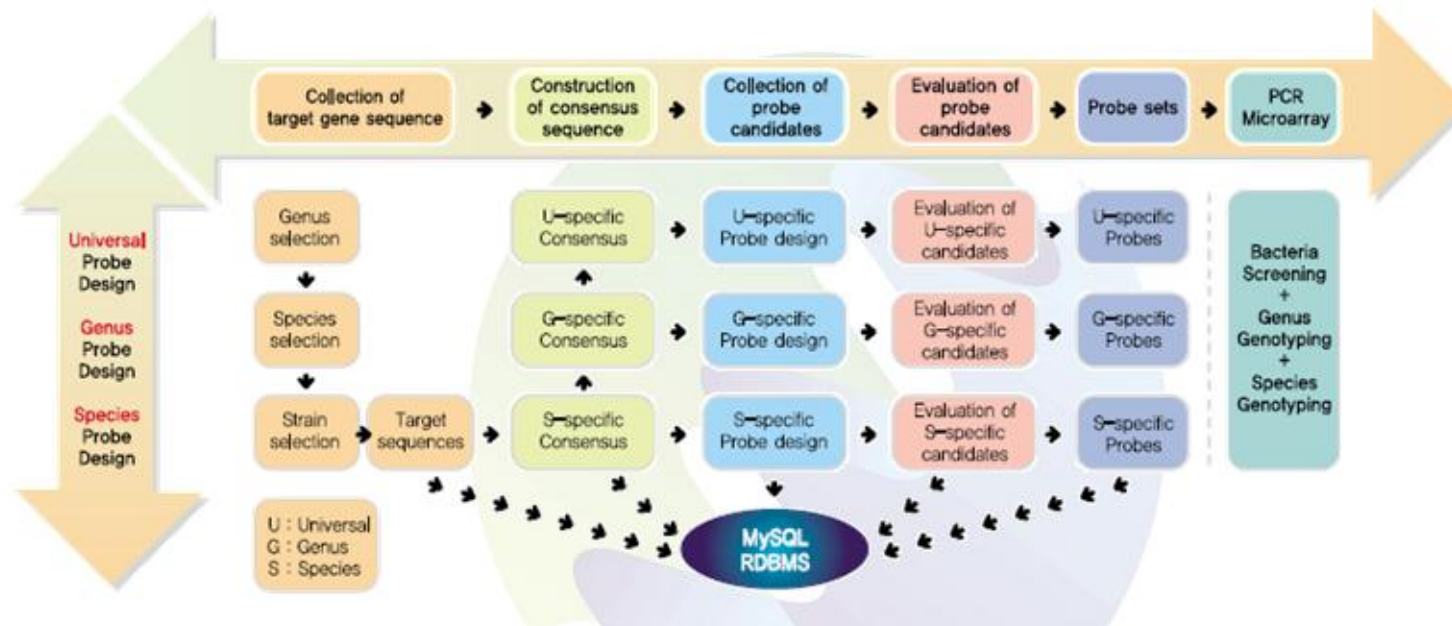 Collection of
target gene sequence
Construction
of consensus
sequence
Collection of
probe
candidates
Evaluation of
probe
candidates
Probe sets
PCR
Microarray
Universal
Probe
Design
Genus
Probe
Design
Species
Probe
Design
Genus
selection
U-specific
Consensus
U-specific
Probe design
Evaluation of
U-specific
candidates
U-specific
Probes
Species
selection
G-specific
Consensus
G-specific
Probe design
Evaluation of
G-specific
candidates
G-specific
Probes
Strain
selection
Target
sequences
S-specific
Consensus
S-specific
Probe design
Evaluation of
S-specific
candidates
S-specific
Probes
Bacteria
Screening
+
Genus
Genotyping
+
Species
Genotyping
U : Universal
G : Genus
S : Species
MySQL
RDBMS